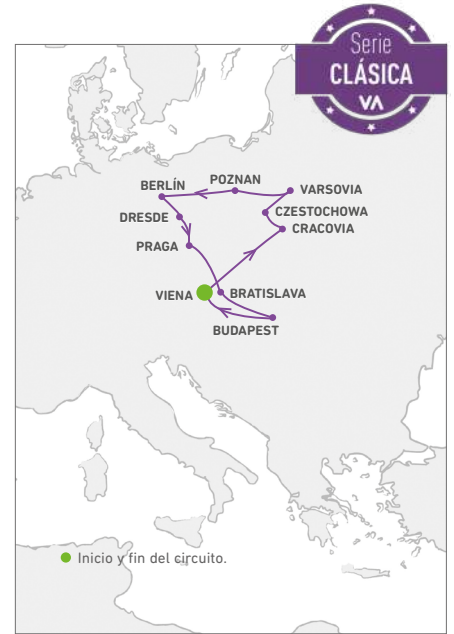 Serie
CLÁSICA
VA
BERLÍN
POZNAN
VARSOVIA
DRESDE
CZESTOCHOWA
CRACOVIA
PRAGA
VIENA
BRATISLAVA
BUDAPEST
Inicio y fin del circuito.